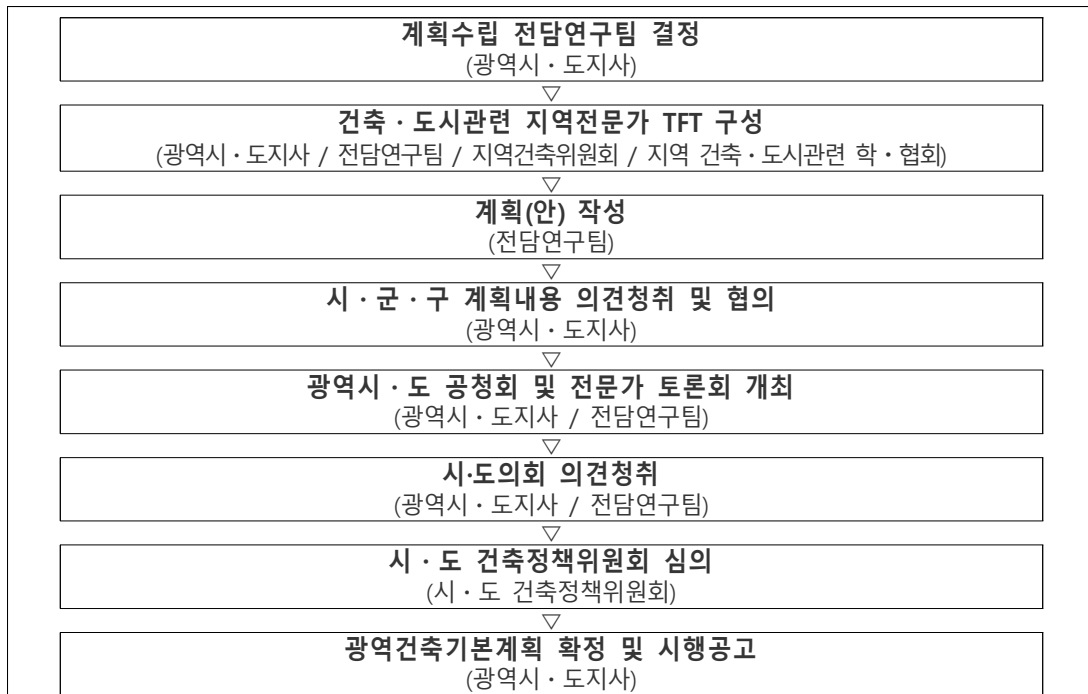 계획수립 전담연구팀 결정
(광역시・도지사)
▽
건축・도시관련 지역전문가 TFT 구성
(광역시・도지사 / 전담연구팀 / 지역건축위원회 / 지역 건축・도시관련 학・협회)
▽
계획(안) 작성
(전담연구팀)
▽
시・군・구 계획내용 의견청취 및 협의
(광역시・도지사)
▽
광역시・도 공청회 및 전문가 토론회 개최
(광역시・도지사 / 전담연구팀)
▽
시·도의회 의견청취
(광역시・도지사 / 전담연구팀)
▽
시・도 건축정책위원회 심의
(시・도 건축정책위원회)
▽
광역건축기본계획 확정 및 시행공고
(광역시・도지사)